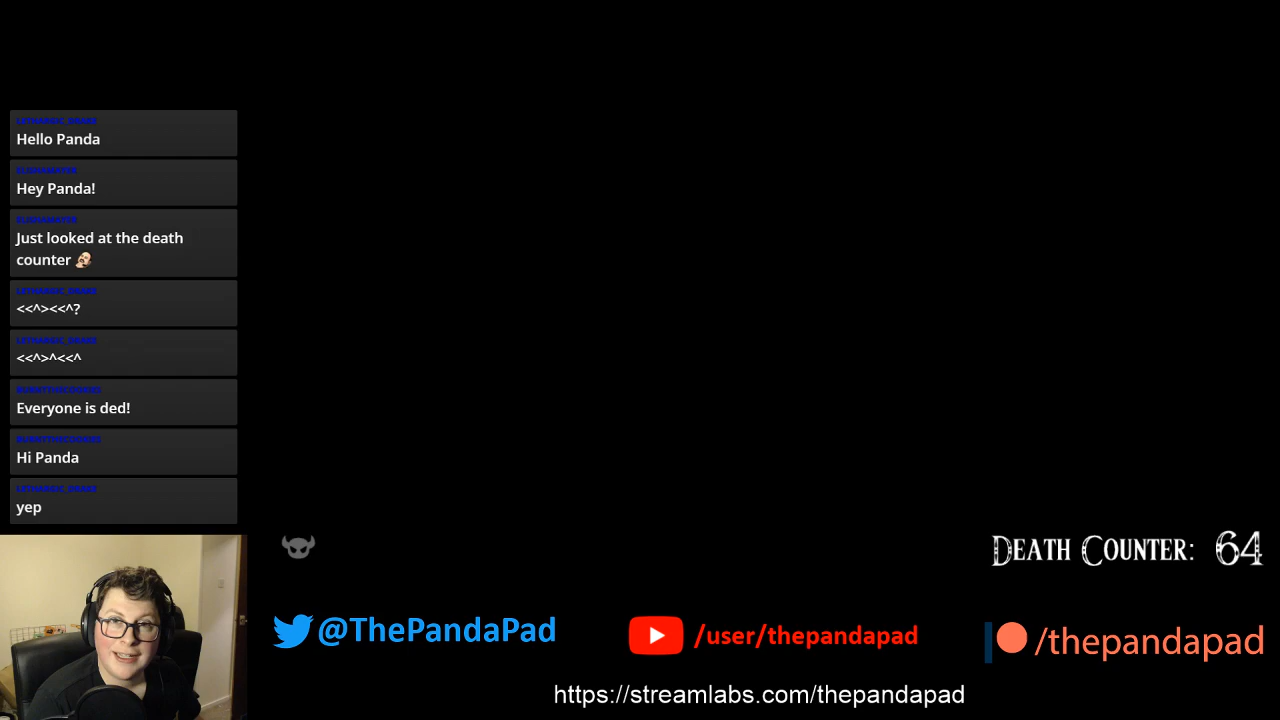 Hello Panda
Hey Panda!
Just looked at the death
counter
<<^><<^?
<<^>^<<^
Everyone is ded!
Hi Panda
yep
DEATH COUNTER: 64
@ThePandaPad
/user/thepandapad
/thepandapad
https://streamlabs.com/thepandapad